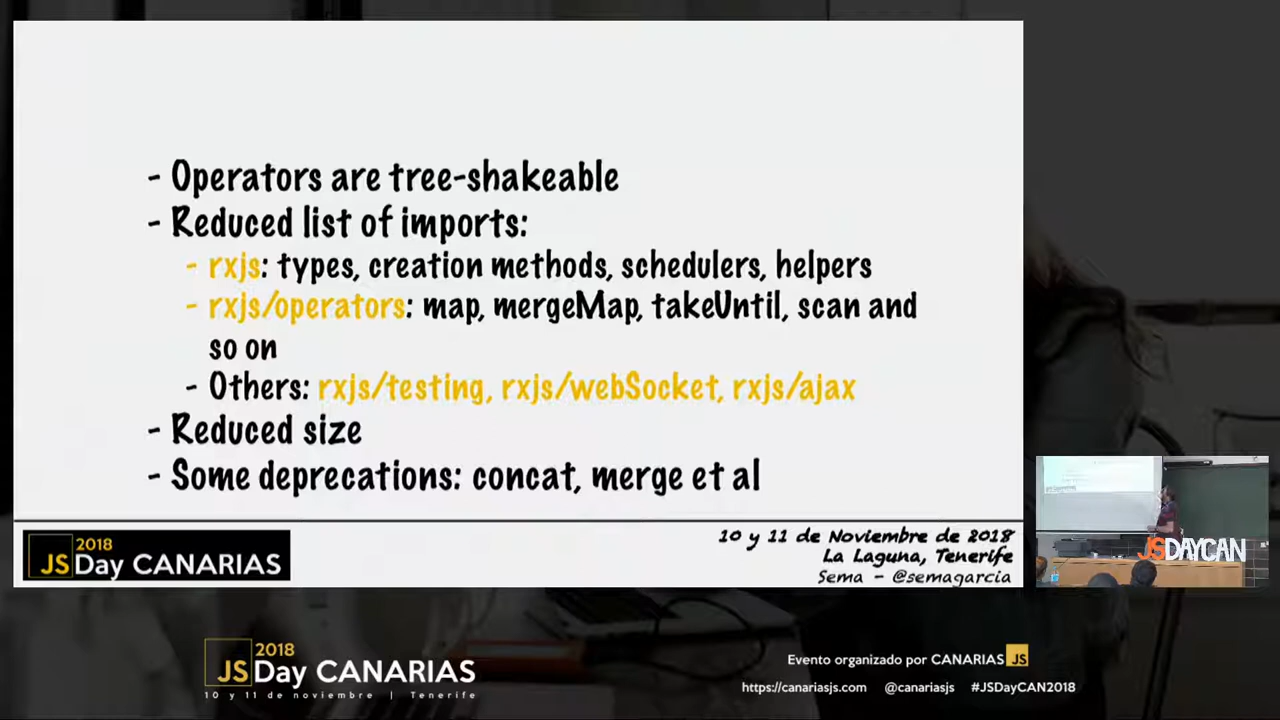 - Operators are tree-shakeable
- Reduced list of imports:
- rxjs: types, creation methods, schedulers, helpers
- rxjs/operators: map, mergeMap, takeUntil, scan and
so on
- Others: rxjs/testing, rxjs/webSocket, rxjs/ajax
- Reduced size
- Some deprecations: concat, merge et al
2018
JS Day CANARIAS
10 y 11 de Noviembre de 2018
La Laguna, Tenerife
Sema - @semagarcia
JSDAYCAN
2018
JS Day CANARIAS
10 y 11 de noviembre | Tenerife
Evento organizado por CANARIAS JS
https://canariasjs.com @canariasjs #JSDayCAN2018